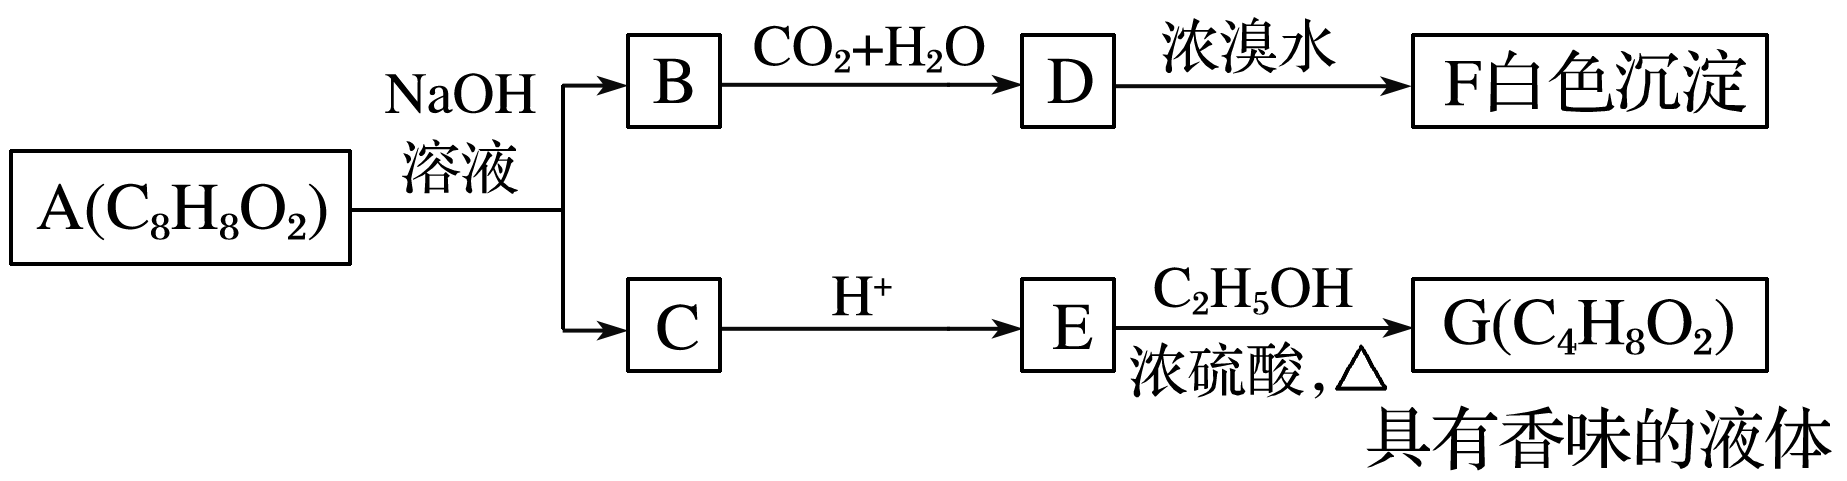 A(C₈H₈O₂)
NaOH
溶液
B
CO₂+H₂O
D
浓溴水
F白色沉淀
C
H⁺
E
C₂H₅OH
浓硫酸,△
G(C₄H₈O₂)
具有香味的液体